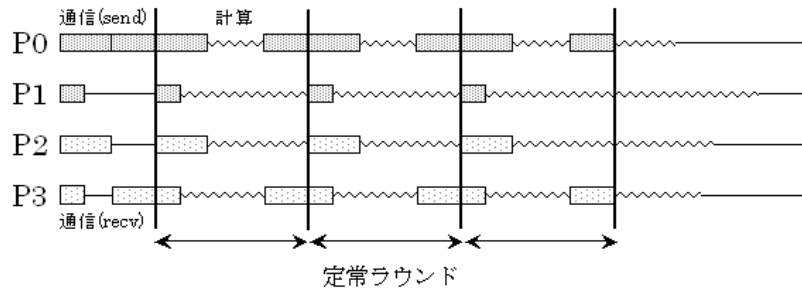 通信(send) 計算
P0
P1
P2
P3
通信(recv)
定常ラウンド